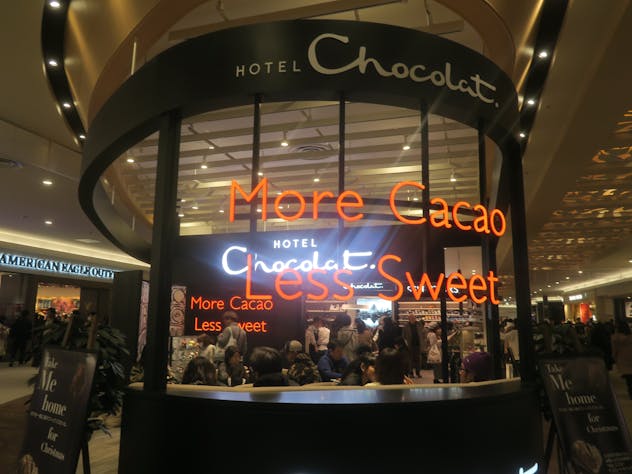 HOTEL Chocolat.
More Cacao
Less Sweet
HOTEL
Chocolat.
Chocolat
More Cacao
Less Sweet
AMERICAN EAGLE OUTF
Take
Me
home
for
Christmas
Take
Me
home
for
Christmas